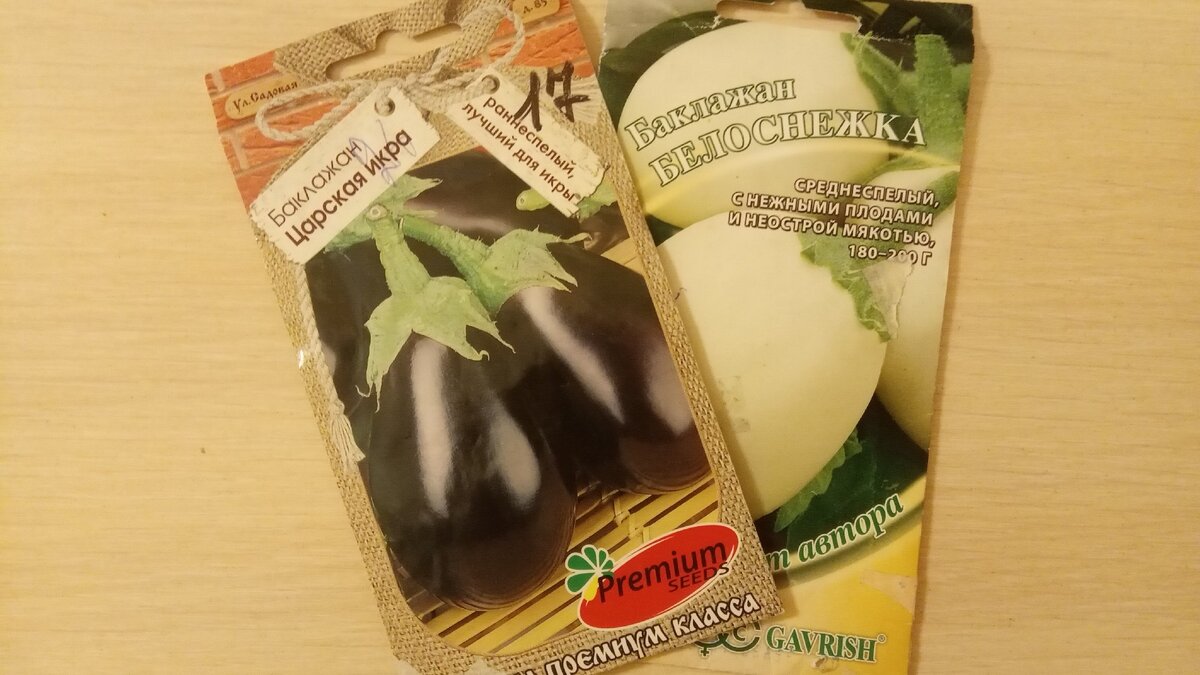 д. 85
ул. Садовая
17
Баклажан
Царская икра
раннеспелый,
лучший для икры
Premium
SEEDS
премиум класса
Баклажан
БЕЛОСНЕЖКА
СРЕДНЕСПЕЛЫЙ,
С НЕЖНЫМИ ПЛОДАМИ
И НЕОСТРОЙ МЯКОТЬЮ,
180–200 Г
от автора
GAVRISH®